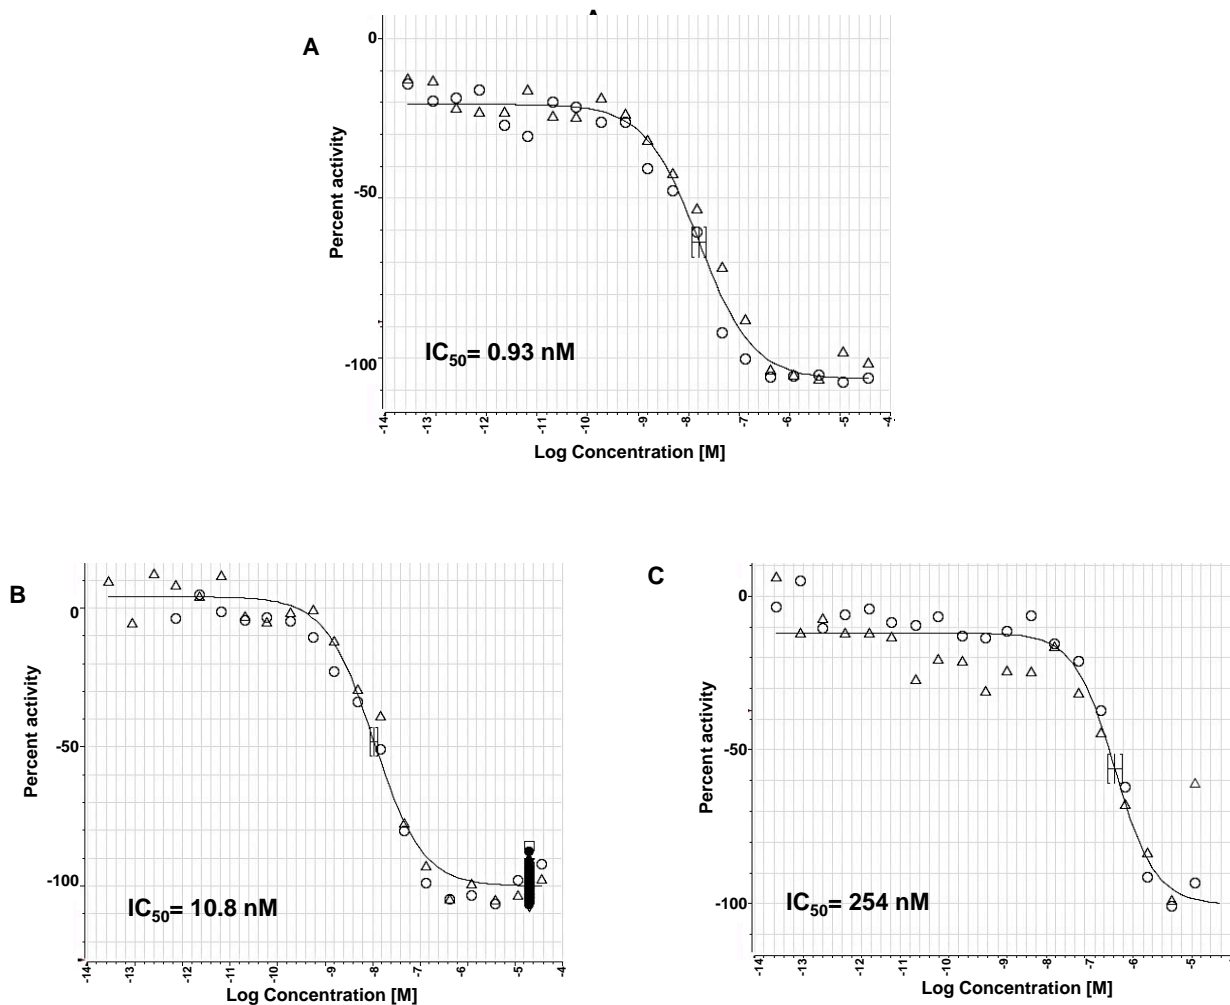 A
0
-50
-100
Percent activity
IC50= 0.93 nM
-14 -13 -12 -11 -10 -9 -8 -7 -6 -5 -4
Log Concentration [M]
B
0
-50
-100
Percent activity
IC50= 10.8 nM
-14 -13 -12 -11 -10 -9 -8 -7 -6 -5 -4
Log Concentration [M]
C
0
-50
-100
Percent activity
IC50= 254 nM
-14 -13 -12 -11 -10 -9 -8 -7 -6 -5 -4
Log Concentration [M]